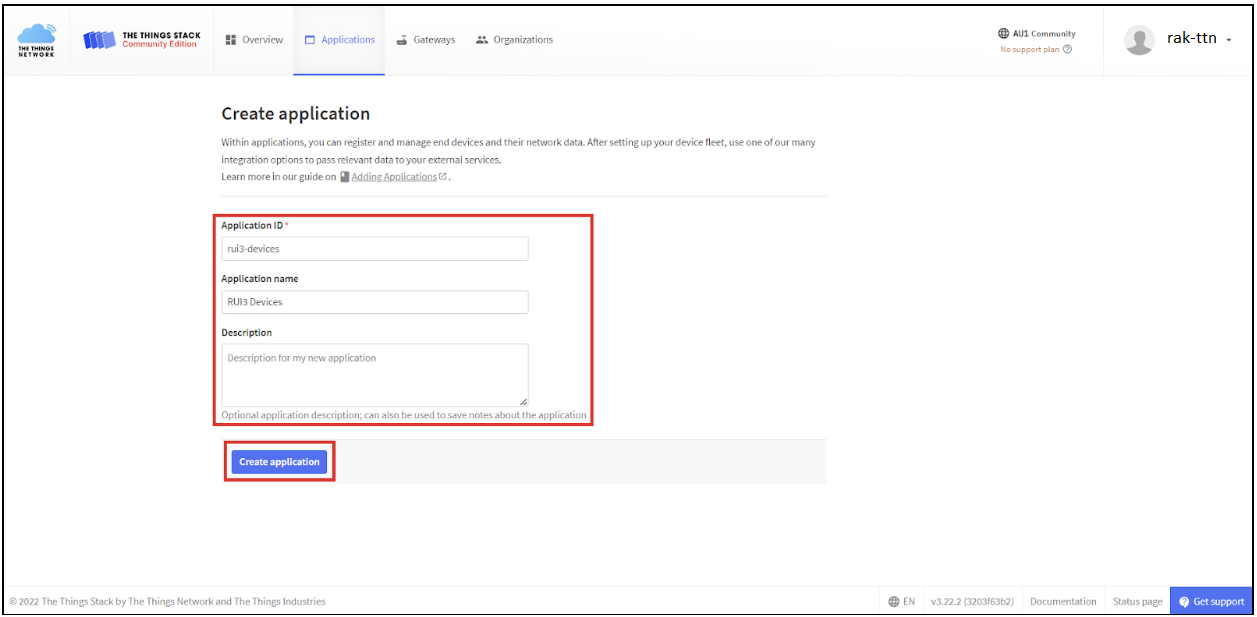 THE THINGS
NETWORK
THE THINGS STACK
Community Edition
Overview
Applications
Gateways
Organizations
AU1 Community
No support plan
rak-ttn
Create application
Within applications, you can register and manage end devices and their network data. After setting up your device fleet, use one of our many
integration options to pass relevant data to your external services.
Learn more in our guide on Adding Applications.
Application ID *
rui3-devices
Application name
RUI3 Devices
Description
Description for my new application
Optional application description; can also be used to save notes about the application
Create application
© 2022 The Things Stack by The Things Network and The Things Industries
EN
v3.22.2 (3203f63b2)
Documentation
Status page
Get support